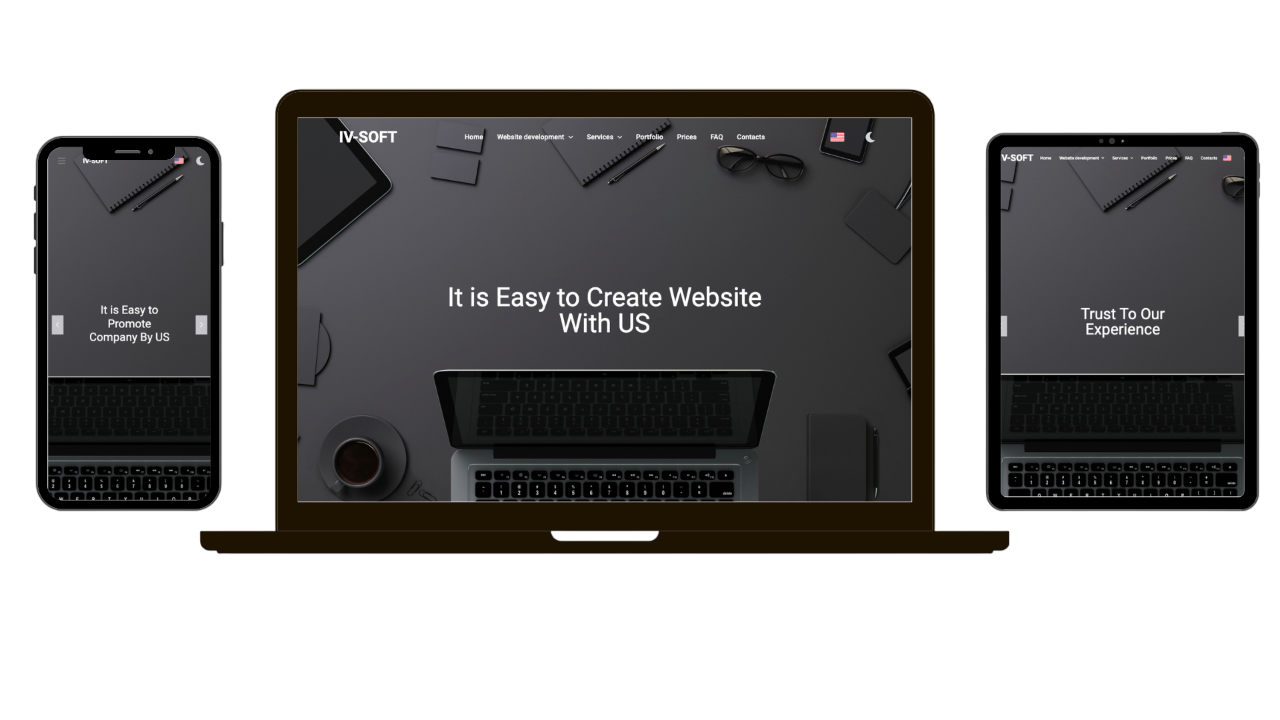 IV-SOFT
It is Easy to
Promote
Company By US
IV-SOFT
Home Website development Services Portfolio Prices FAQ Contacts
It is Easy to Create Website
With US
V-SOFT
Home Website development Services Portfolio Prices FAQ Contacts
Trust To Our
Experience